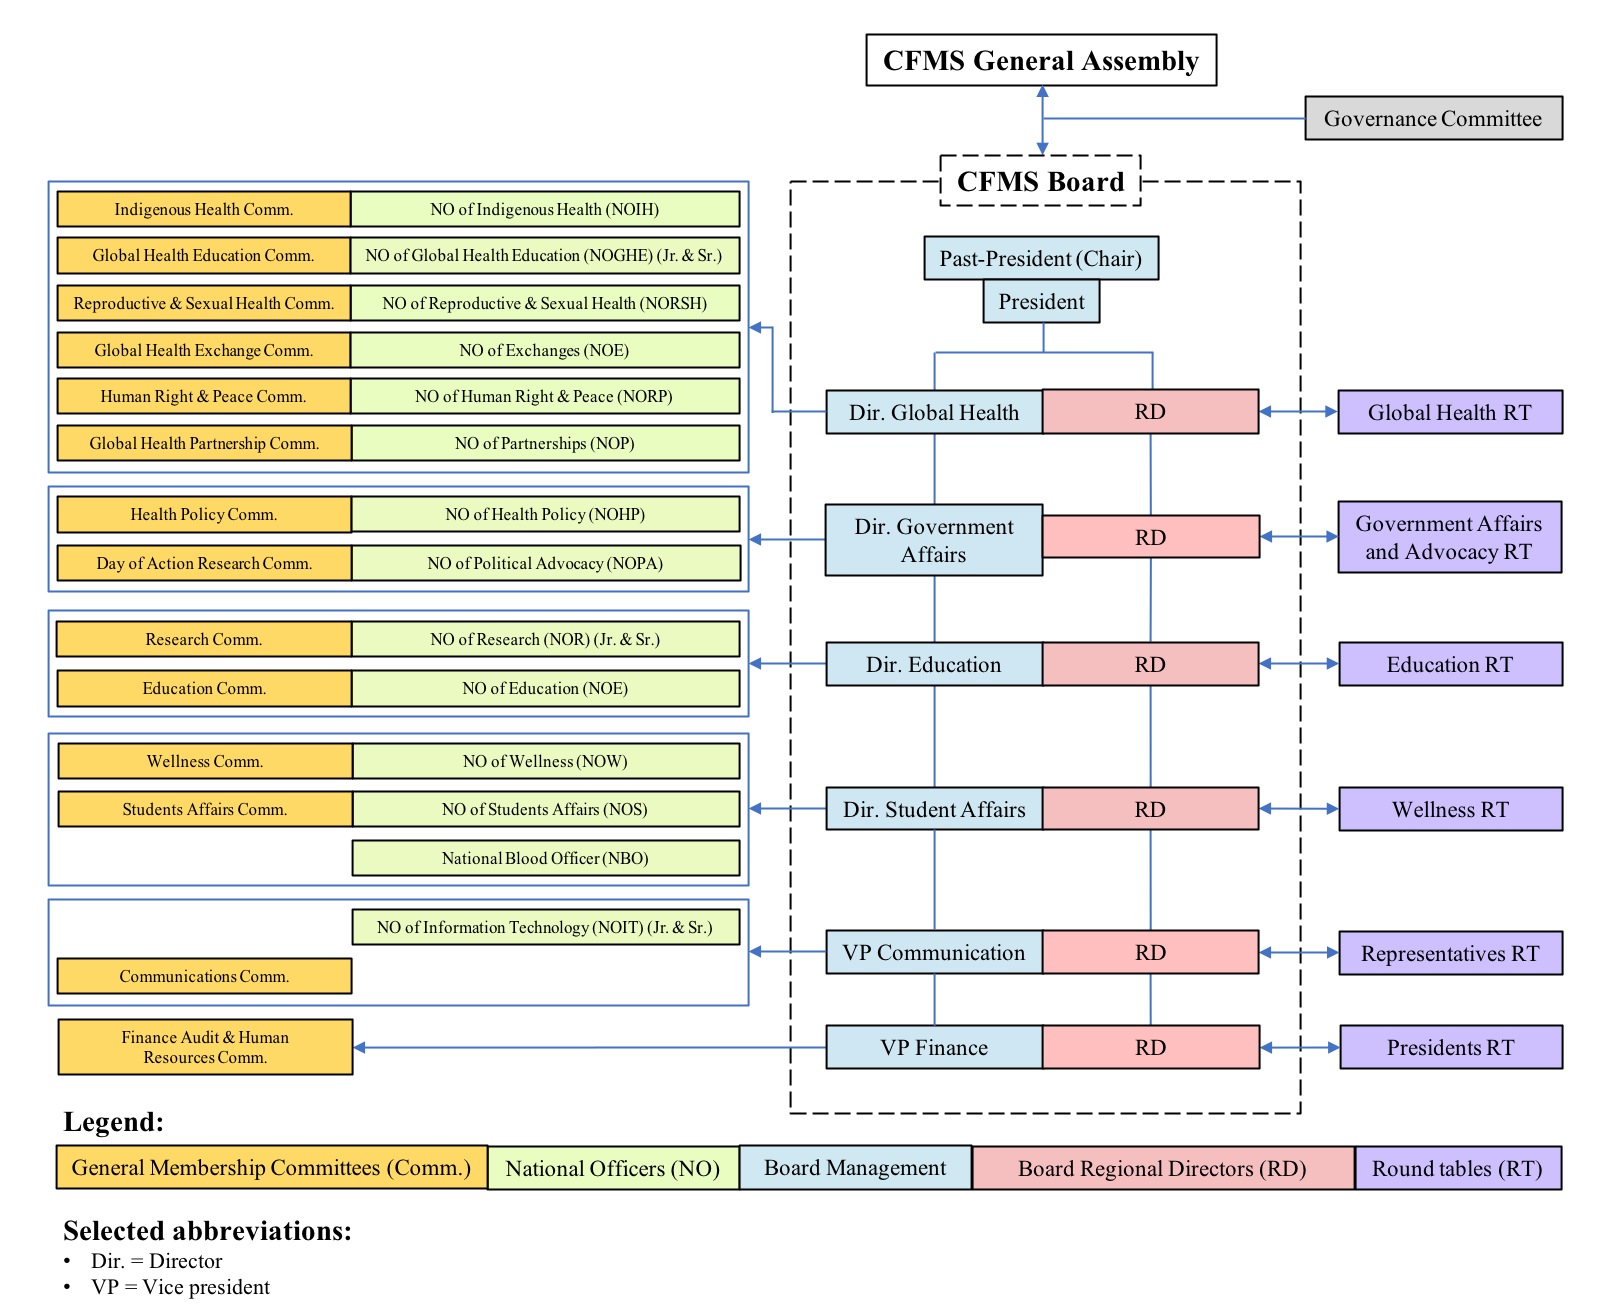 CFMS General Assembly
Governance Committee
CFMS Board
Past-President (Chair)
President
Indigenous Health Comm.
NO of Indigenous Health (NOIH)
Global Health Education Comm.
NO of Global Health Education (NOGHE) (Jr. & Sr.)
Reproductive & Sexual Health Comm.
NO of Reproductive & Sexual Health (NORSH)
Global Health Exchange Comm.
NO of Exchanges (NOE)
Human Right & Peace Comm.
NO of Human Right & Peace (NORP)
Global Health Partnership Comm.
NO of Partnerships (NOP)
Dir. Global Health
RD
Global Health RT
Health Policy Comm.
NO of Health Policy (NOHP)
Day of Action Research Comm.
NO of Political Advocacy (NOPA)
Dir. Government
Affairs
RD
Government Affairs
and Advocacy RT
Research Comm.
NO of Research (NOR) (Jr. & Sr.)
Education Comm.
NO of Education (NOE)
Dir. Education
RD
Education RT
Wellness Comm.
NO of Wellness (NOW)
Students Affairs Comm.
NO of Students Affairs (NOS)
National Blood Officer (NBO)
Dir. Student Affairs
RD
Wellness RT
NO of Information Technology (NOIT) (Jr. & Sr.)
Communications Comm.
VP Communication
RD
Representatives RT
Finance Audit & Human
Resources Comm.
VP Finance
RD
Presidents RT
Legend:
General Membership Committees (Comm.)
National Officers (NO)
Board Management
Board Regional Directors (RD)
Round tables (RT)
Selected abbreviations:
• Dir. = Director
• VP = Vice president